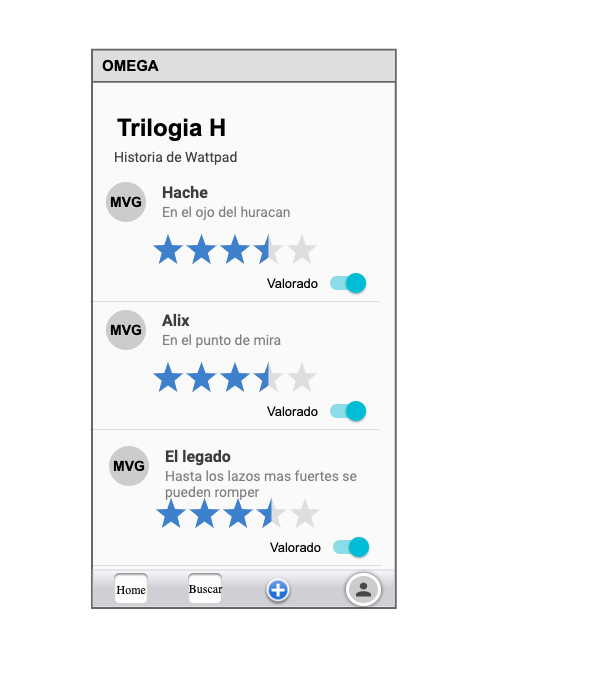 OMEGA
Trilogia H
Historia de Wattpad
MVG
Hache
En el ojo del huracan
Valorado
MVG
Alix
En el punto de mira
Valorado
MVG
El legado
Hasta los lazos mas fuertes se
pueden romper
Valorado
Home
Buscar